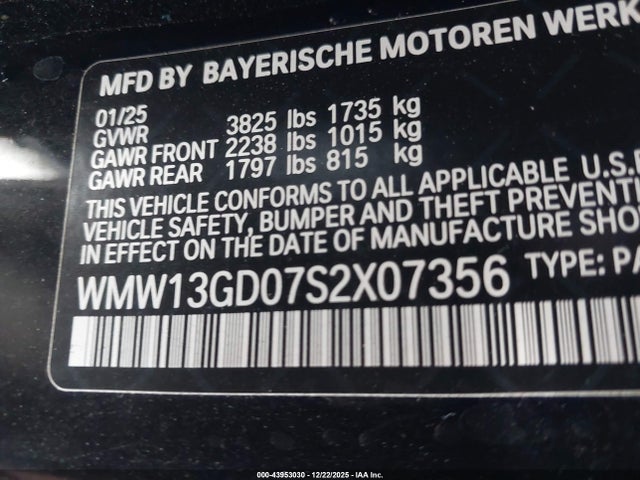 MFD BY BAYERISCHE MOTOREN WERK
01/25
GVWR 3825 lbs 1735 kg
GAWR FRONT 2238 lbs 1015 kg
GAWR REAR 1797 lbs 815 kg
THIS VEHICLE CONFORMS TO ALL APPLICABLE U.S.
VEHICLE SAFETY, BUMPER AND THEFT PREVENTI
IN EFFECT ON THE DATE OF MANUFACTURE SHO
WMW13GD07S2X07356 TYPE: PA
000-43953030 - 12/22/2025 - IAA Inc.